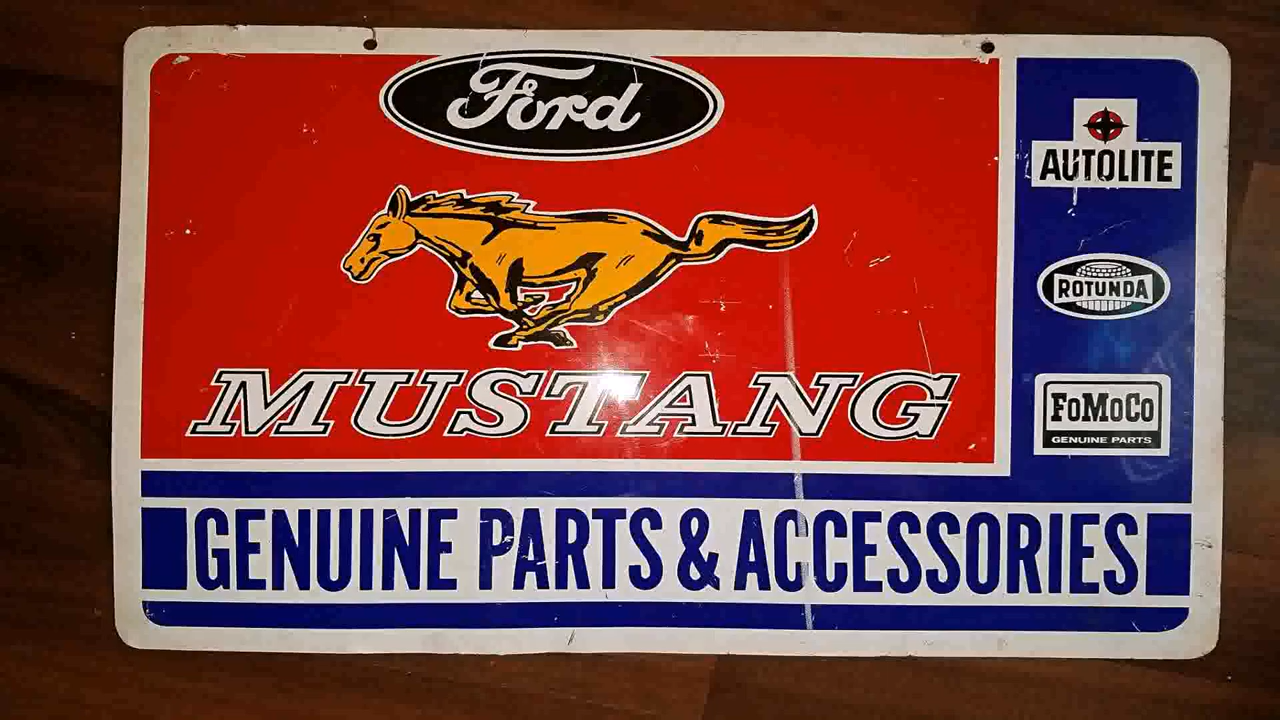 Ford
MUSTANG
AUTOLITE
ROTUNDA
FoMoCo
GENUINE PARTS
GENUINE PARTS & ACCESSORIES